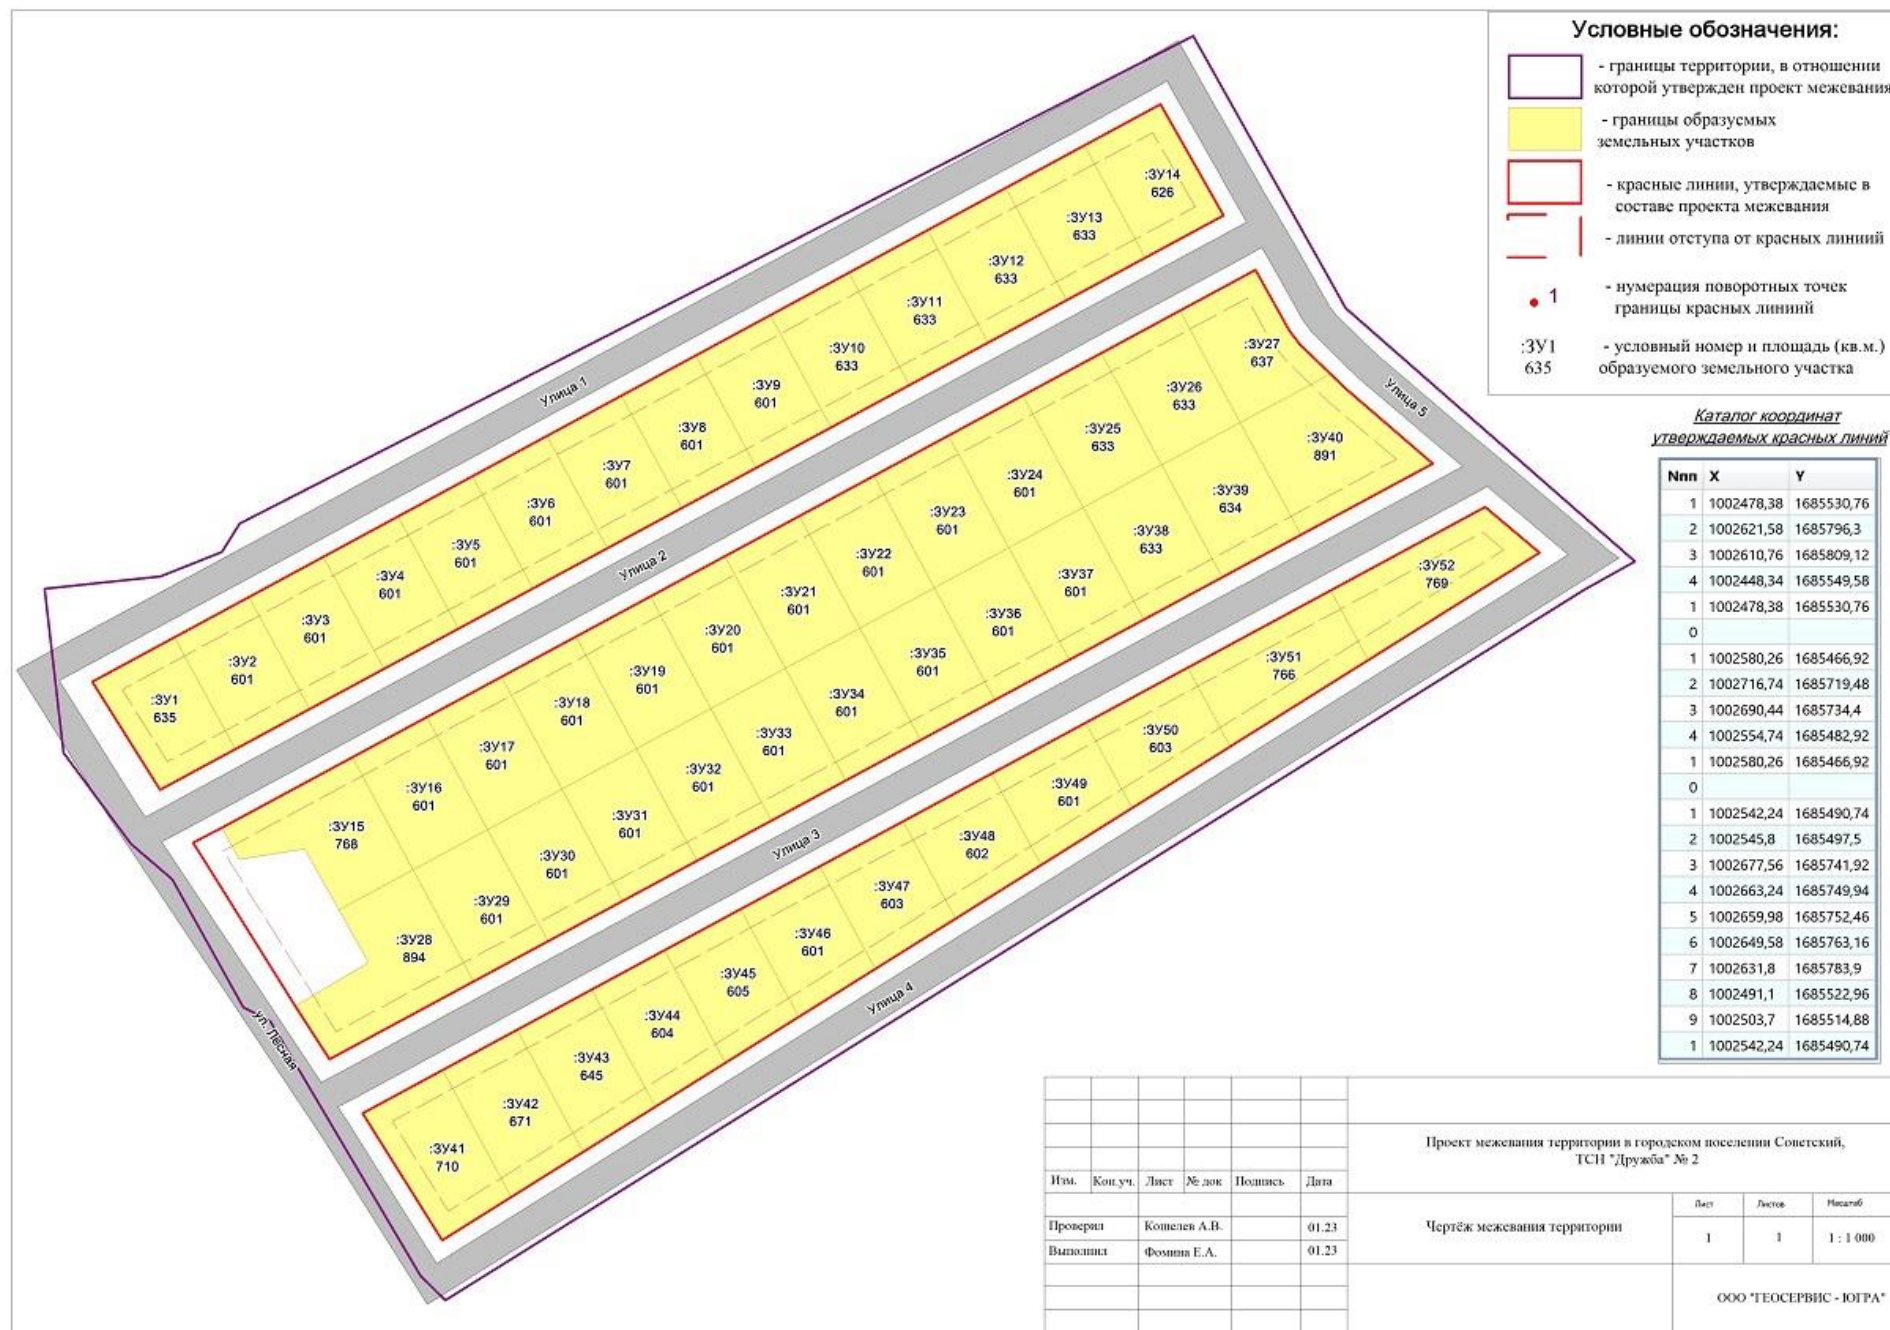 Условные обозначения:
- границы территории, в отношении
которой утвержден проект межевания
- границы образуемых
земельных участков
- красные линии, утверждаемые в
составе проекта межевания
- линии отступа от красных линиий
1
- нумерация поворотных точек
границы красных линиий
:ЗУ1
635
- условный номер и площадь (кв.м.)
образуемого земельного участка
Каталог координат
утверждаемых красных линий
Nпп X Y
1 1002478,38 1685530,76
2 1002621,58 1685796,3
3 1002610,76 1685809,12
4 1002448,34 1685549,58
1 1002478,38 1685530,76
0
1 1002580,26 1685466,92
2 1002716,74 1685719,48
3 1002690,44 1685734,4
4 1002554,74 1685482,92
1 1002580,26 1685466,92
0
1 1002542,24 1685490,74
2 1002545,8 1685497,5
3 1002677,56 1685741,92
4 1002663,24 1685749,94
5 1002659,98 1685752,46
6 1002649,58 1685763,16
7 1002631,8 1685783,9
8 1002491,1 1685522,96
9 1002503,7 1685514,88
1 1002542,24 1685490,74
Улица 1
Улица 2
Улица 3
Улица 4
Улица 5
ул. Лесная
:ЗУ1
635
:ЗУ2
601
:ЗУ3
601
:ЗУ4
601
:ЗУ5
601
:ЗУ6
601
:ЗУ7
601
:ЗУ8
601
:ЗУ9
601
:ЗУ10
633
:ЗУ11
633
:ЗУ12
633
:ЗУ13
633
:ЗУ14
626
:ЗУ15
768
:ЗУ16
601
:ЗУ17
601
:ЗУ18
601
:ЗУ19
601
:ЗУ20
601
:ЗУ21
601
:ЗУ22
601
:ЗУ23
601
:ЗУ24
601
:ЗУ25
633
:ЗУ26
633
:ЗУ27
637
:ЗУ28
894
:ЗУ29
601
:ЗУ30
601
:ЗУ31
601
:ЗУ32
601
:ЗУ33
601
:ЗУ34
601
:ЗУ35
601
:ЗУ36
601
:ЗУ37
601
:ЗУ38
633
:ЗУ39
634
:ЗУ40
891
:ЗУ41
710
:ЗУ42
671
:ЗУ43
645
:ЗУ44
604
:ЗУ45
605
:ЗУ46
601
:ЗУ47
603
:ЗУ48
602
:ЗУ49
601
:ЗУ50
603
:ЗУ51
766
:ЗУ52
769
Проект межевания территории в городском поселении Советский,
ТСН "Дружба" № 2
Изм. Кол.уч. Лист № док Подпись Дата
Проверил Кошелев А.В. 01.23
Выполнил Фомина Е.А. 01.23
Чертёж межевания территории
Лист Листов Масштаб
1 1 1 : 1 000
ООО "ГЕОСЕРВИС - ЮГРА"